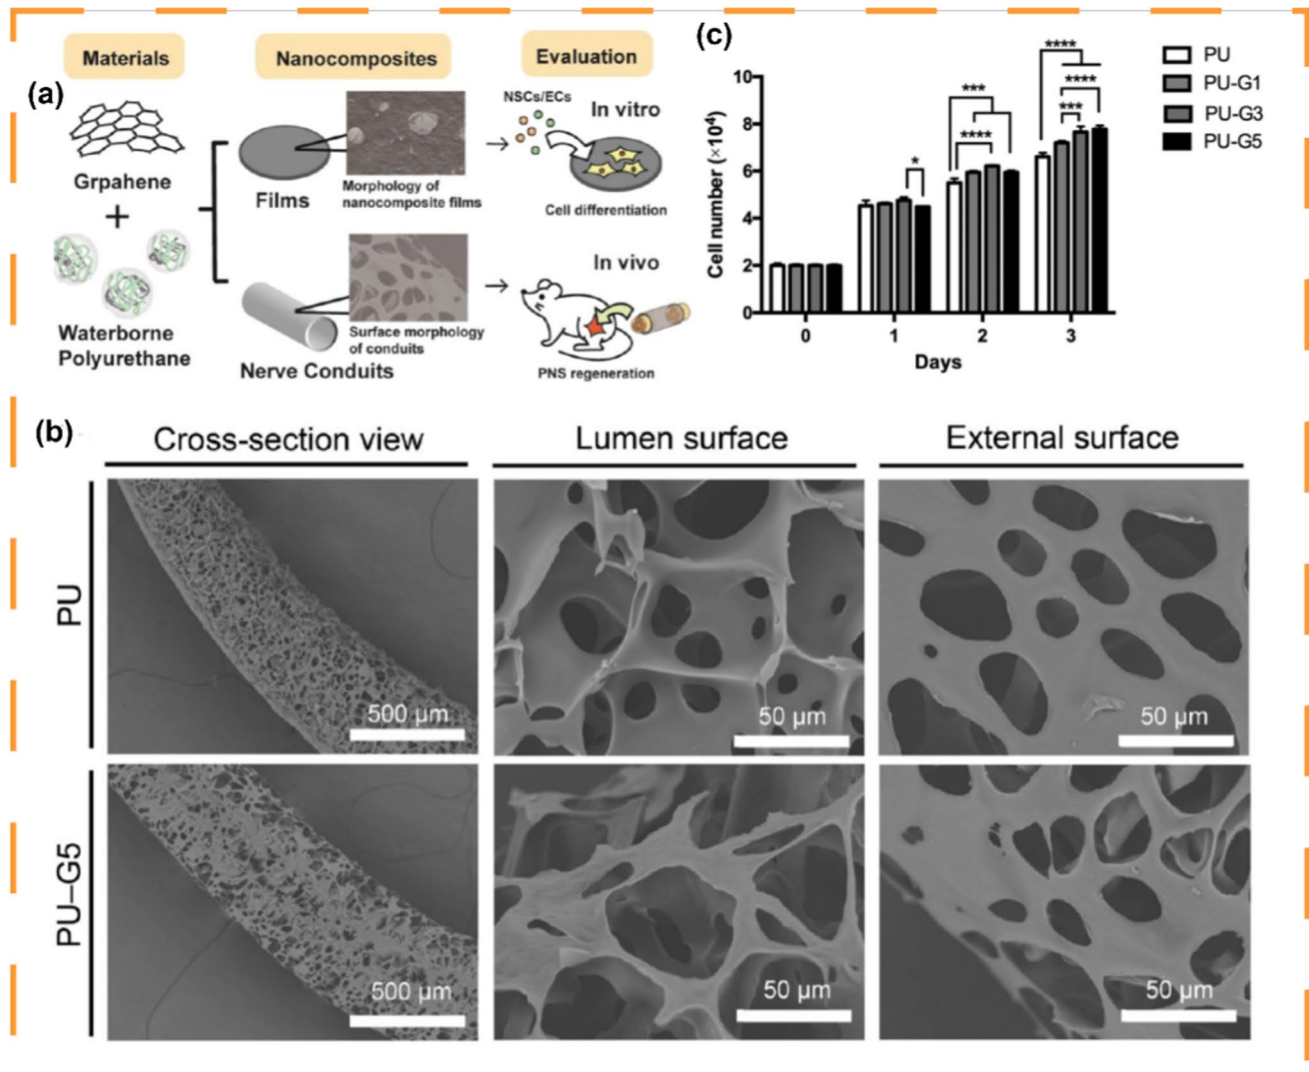 (a)
Materials
Nanocomposites
Evaluation
Grpahene
+
Waterborne
Polyurethane
Films
Morphology of
nanocomposite films
Nerve Conduits
Surface morphology
of conduits
NSCs/ECs
In vitro
Cell differentiation
In vivo
PNS regeneration
(c)
Cell number (×10⁴)
10
8
6
4
2
0
0 1 2 3
Days
*
***
****
****
****
***
PU
PU-G1
PU-G3
PU-G5
(b)
Cross-section view
Lumen surface
External surface
PU
500 µm
50 µm
50 µm
PU–G5
500 µm
50 µm
50 µm